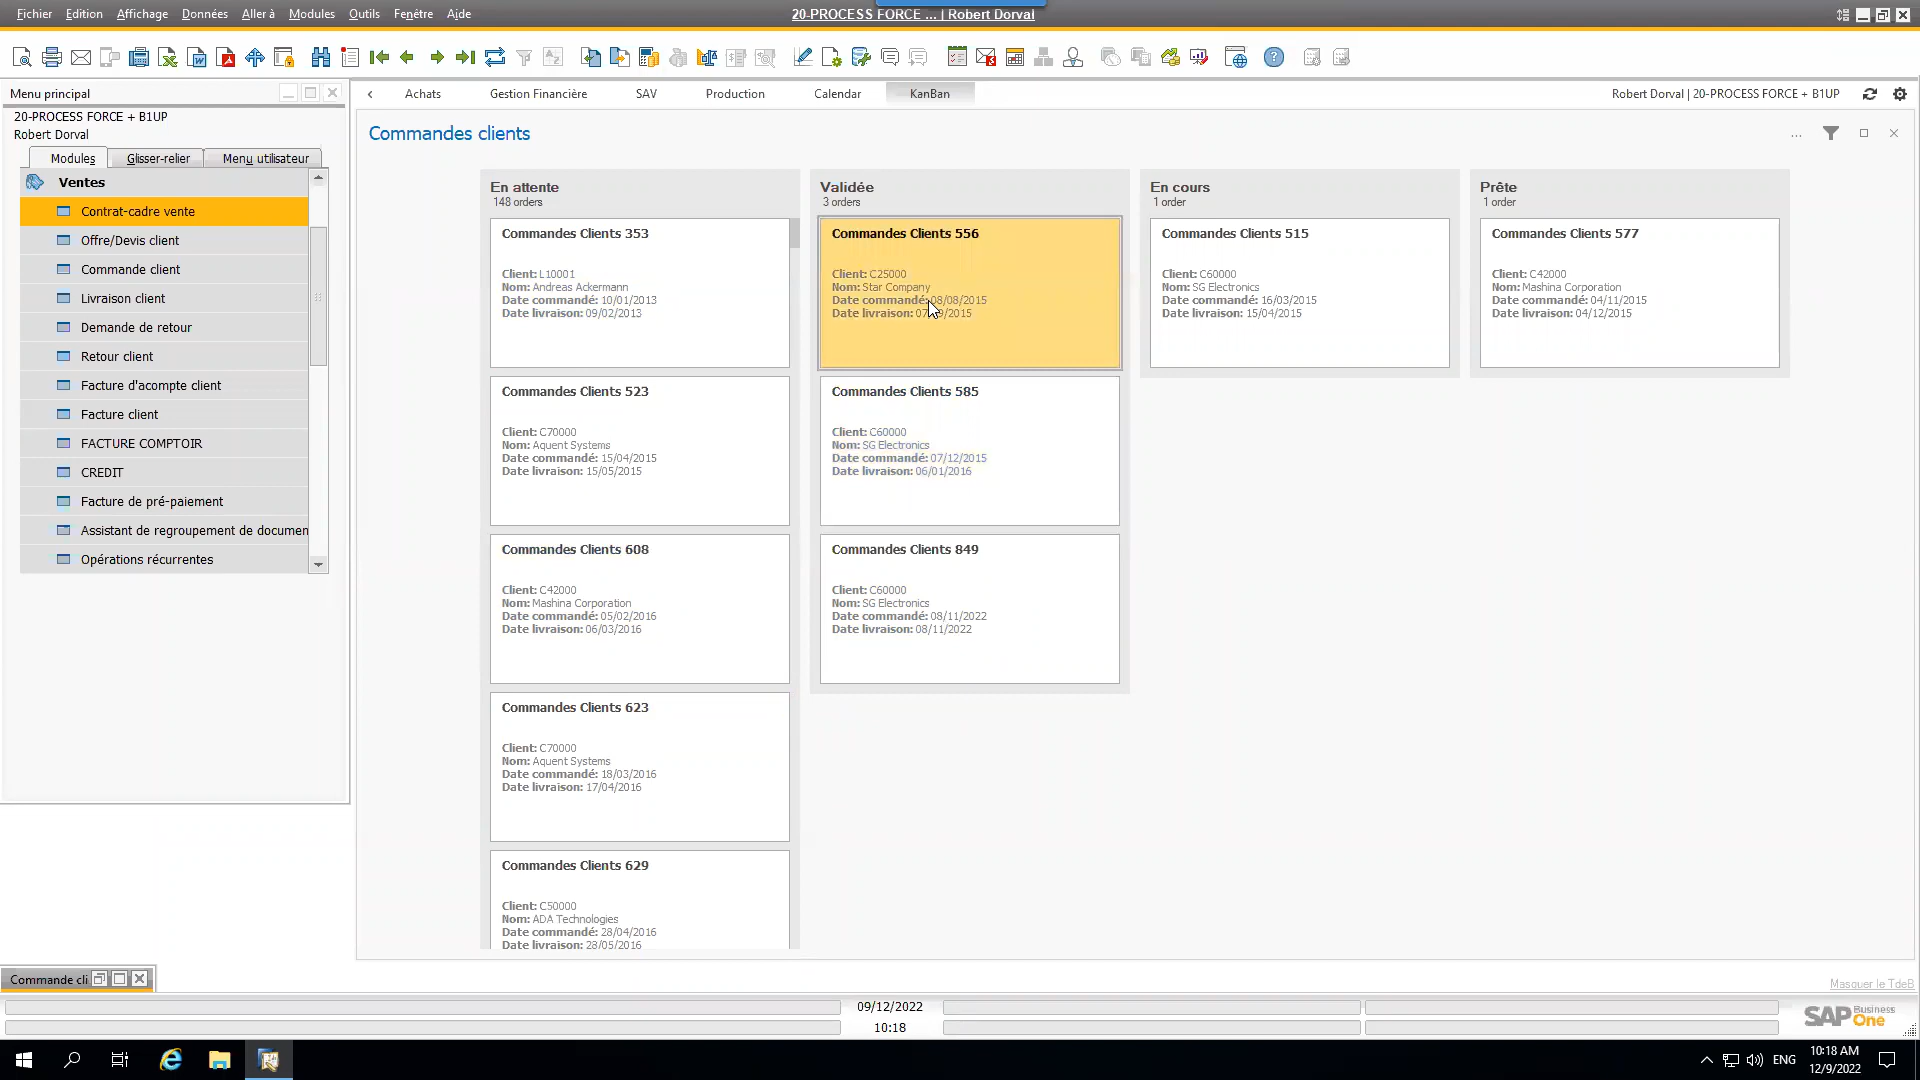 Fichier Edition Affichage Données Aller à Modules Outils Fenêtre Aide
20-PROCESS FORCE ... | Robert Dorval
Menu principal
20-PROCESS FORCE + B1UP
Robert Dorval
Modules Glisser-relier Menu utilisateur
Ventes
Contrat-cadre vente
Offre/Devis client
Commande client
Livraison client
Demande de retour
Retour client
Facture d'acompte client
Facture client
FACTURE COMPTOIR
CREDIT
Facture de pré-paiement
Assistant de regroupement de documen
Opérations récurrentes
Achats Gestion Financière SAV Production Calendar KanBan
Robert Dorval | 20-PROCESS FORCE + B1UP
Commandes clients
...
En attente
148 orders
Commandes Clients 353
Client: L10001
Nom: Andreas Ackermann
Date commandé: 10/01/2013
Date livraison: 09/02/2013
Commandes Clients 523
Client: C70000
Nom: Aquent Systems
Date commandé: 15/04/2015
Date livraison: 15/05/2015
Commandes Clients 608
Client: C42000
Nom: Mashina Corporation
Date commandé: 05/02/2016
Date livraison: 06/03/2016
Commandes Clients 623
Client: C70000
Nom: Aquent Systems
Date commandé: 18/03/2016
Date livraison: 17/04/2016
Commandes Clients 629
Client: C50000
Nom: ADA Technologies
Date commandé: 28/04/2016
Date livraison: 28/05/2016
Validée
3 orders
Commandes Clients 556
Client: C25000
Nom: Star Company
Date commandé: 08/08/2015
Date livraison:
Commandes Clients 585
Client: C60000
Nom: SG Electronics
Date commandé: 07/12/2015
Date livraison: 06/01/2016
Commandes Clients 849
Client: C60000
Nom: SG Electronics
Date commandé: 08/11/2022
Date livraison: 08/11/2022
En cours
1 order
Commandes Clients 515
Client: C60000
Nom: SG Electronics
Date commandé: 16/03/2015
Date livraison: 15/04/2015
Prête
1 order
Commandes Clients 577
Client: C42000
Nom: Mashina Corporation
Date commandé: 04/11/2015
Date livraison: 04/12/2015
Commande cli
Masquer le TdeB
09/12/2022
10:18
SAP Business One
ENG
10:18 AM
12/9/2022